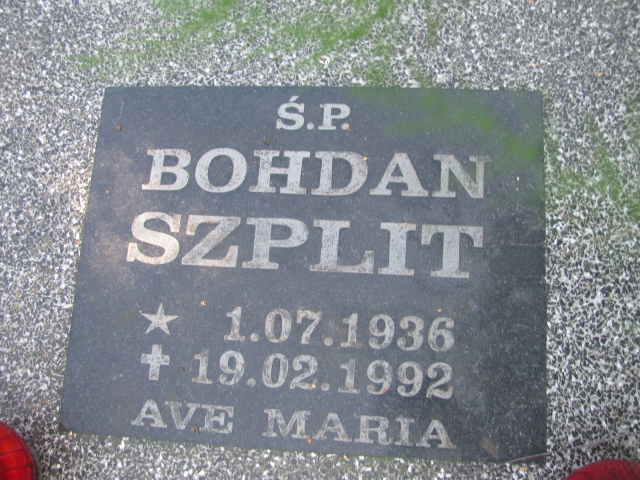 Ś.P.
BOHDAN
SZPLIT
★ 1.07.1936
✝ 19.02.1992
AVE MARIA